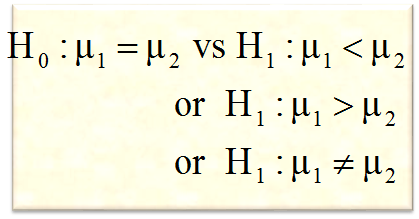 H₀ : μ₁ = μ₂ vs H₁ : μ₁ < μ₂
or H₁ : μ₁ > μ₂
or H₁ : μ₁ ≠ μ₂